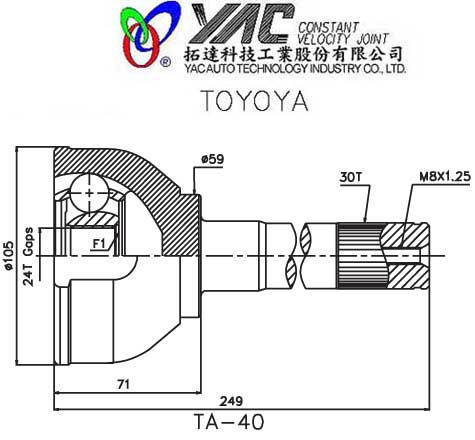 YAC CONSTANT
VELOCITY JOINT
®
拓達科技工業股份有限公司
YAC AUTO TECHNOLOGY INDUSTRY CO., LTD.
TOYOYA
ø59
30T
M8X1.25
ø105
24T Gaps
F1
71
249
TA-40